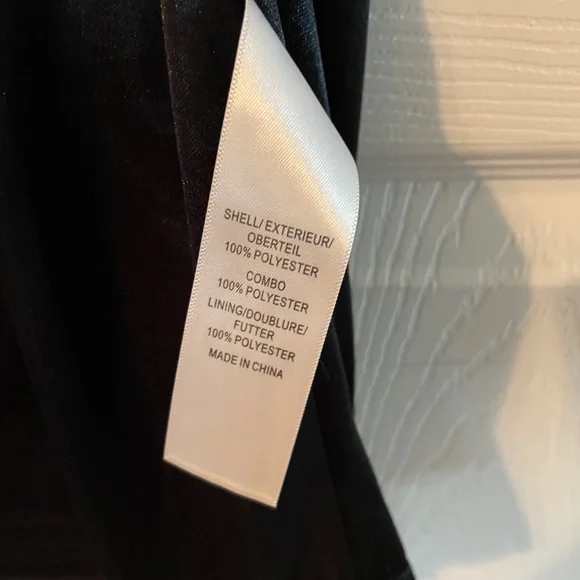 SHELL/EXTERIEUR/
OBERTEIL
100% POLYESTER
COMBO
100% POLYESTER
LINING/DOUBLURE/
FUTTER
100% POLYESTER
MADE IN CHINA